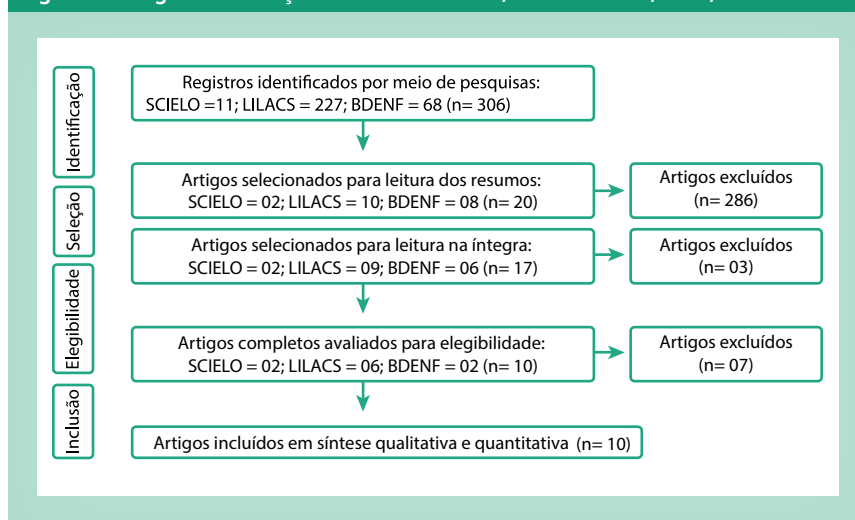 Identificação
Registros identificados por meio de pesquisas:
SCIELO =11; LILACS = 227; BDENF = 68 (n= 306)
Seleção
Artigos selecionados para leitura dos resumos:
SCIELO = 02; LILACS = 10; BDENF = 08 (n= 20)
Artigos excluídos
(n= 286)
Artigos selecionados para leitura na íntegra:
SCIELO = 02; LILACS = 09; BDENF = 06 (n= 17)
Artigos excluídos
(n= 03)
Elegibilidade
Artigos completos avaliados para elegibilidade:
SCIELO = 02; LILACS = 06; BDENF = 02 (n= 10)
Artigos excluídos
(n= 07)
Inclusão
Artigos incluídos em síntese qualitativa e quantitativa (n= 10)